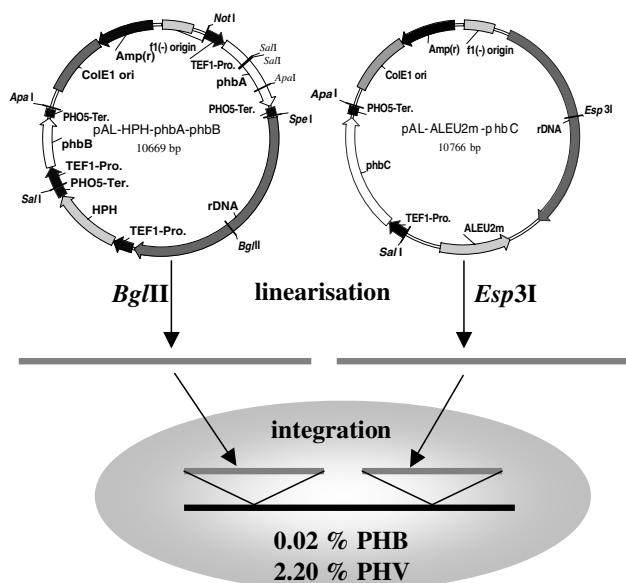 NotI
Amp(r)
f1(-) origin
TEF1-Pro.
SalI
SalI
phbA
ApaI
ColE1 ori
ApaI
PHO5-Ter.
PHO5-Ter.
SpeI
pAL-HPH-phbA-phbB
10669 bp
phbB
TEF1-Pro.
PHO5-Ter.
SalI
HPH
rDNA
TEF1-Pro.
BglII
Amp(r)
f1(-) origin
ColE1 ori
ApaI
PHO5-Ter.
Esp3I
rDNA
pAL-ALEU2m-phbC
10766 bp
phbC
TEF1-Pro.
SalI
ALEU2m
BglII linearisation Esp3I
integration
0.02 % PHB
2.20 % PHV